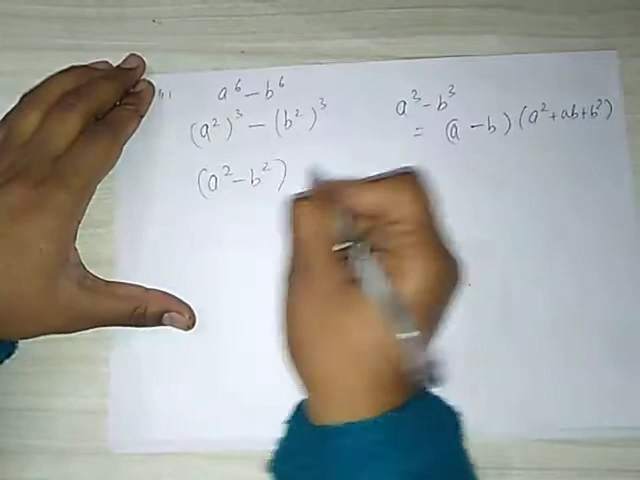 a⁶ – b⁶
(a²)³ – (b²)³
(a² – b²)
a³ – b³
= (a – b) (a² + ab + b²)